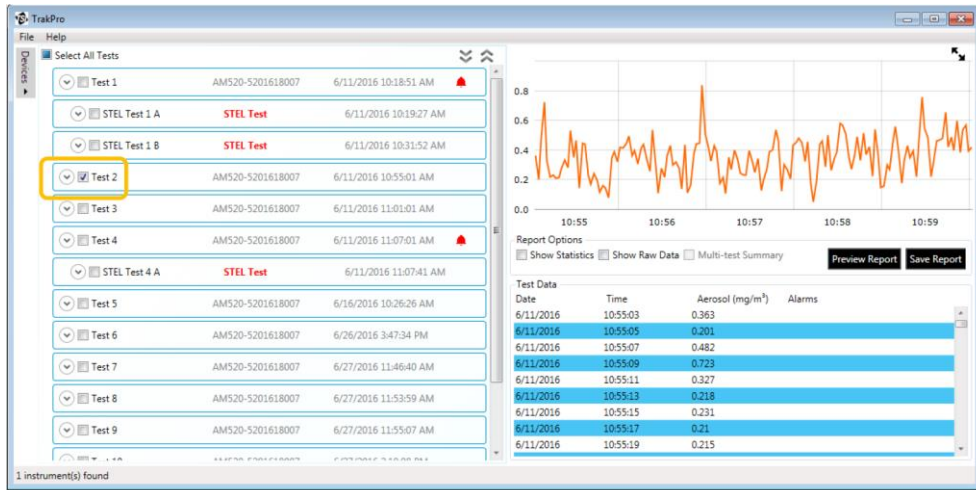 TrakPro
File Help
Devices
Select All Tests
Test 1 AM520-5201618007 6/11/2016 10:18:51 AM
STEL Test 1 A STEL Test 6/11/2016 10:19:27 AM
STEL Test 1 B STEL Test 6/11/2016 10:31:52 AM
Test 2 AM520-5201618007 6/11/2016 10:55:01 AM
Test 3 AM520-5201618007 6/11/2016 11:01:01 AM
Test 4 AM520-5201618007 6/11/2016 11:07:01 AM
STEL Test 4 A STEL Test 6/11/2016 11:07:41 AM
Test 5 AM520-5201618007 6/16/2016 10:26:26 AM
Test 6 AM520-5201618007 6/26/2016 3:47:34 PM
Test 7 AM520-5201618007 6/27/2016 11:46:40 AM
Test 8 AM520-5201618007 6/27/2016 11:53:59 AM
Test 9 AM520-5201618007 6/27/2016 11:55:07 AM
0.8
0.6
0.4
0.2
0.0
10:55 10:56 10:57 10:58 10:59
Report Options
Show Statistics Show Raw Data Multi-test Summary Preview Report Save Report
Test Data
Date Time Aerosol (mg/m³) Alarms
6/11/2016 10:55:03 0.363
6/11/2016 10:55:05 0.201
6/11/2016 10:55:07 0.482
6/11/2016 10:55:09 0.723
6/11/2016 10:55:11 0.327
6/11/2016 10:55:13 0.218
6/11/2016 10:55:15 0.231
6/11/2016 10:55:17 0.21
6/11/2016 10:55:19 0.215
1 instrument(s) found